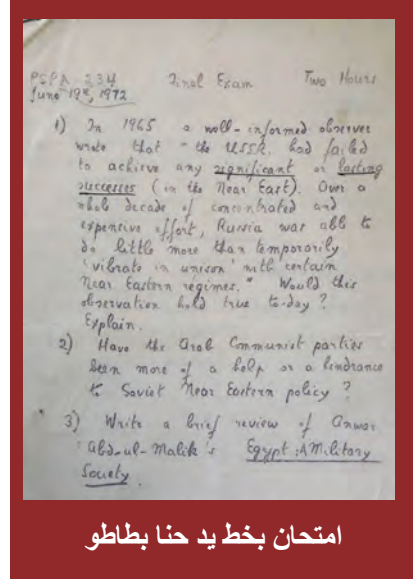 PSPA-234 Final Exam Two Hours
June 19th, 1972
1) In 1965 a well-informed observer
wrote that "the USSR had failed
to achieve any significant or lasting
successes (in the Near East). Over a
whole decade of concentrated and
expensive effort, Russia was able to
do little more than temporarily
'vibrate in unison' with certain
Near Eastern regimes." Would this
observation hold true to-day?
Explain.
2) Have the Arab Communist parties
been more of a help or a hindrance
to Soviet Near Eastern policy?
3) Write a brief review of Anwar
Abd-ul-Malik's Egypt: A Military
Society.
امتحان بخط يد حنا بطاطو